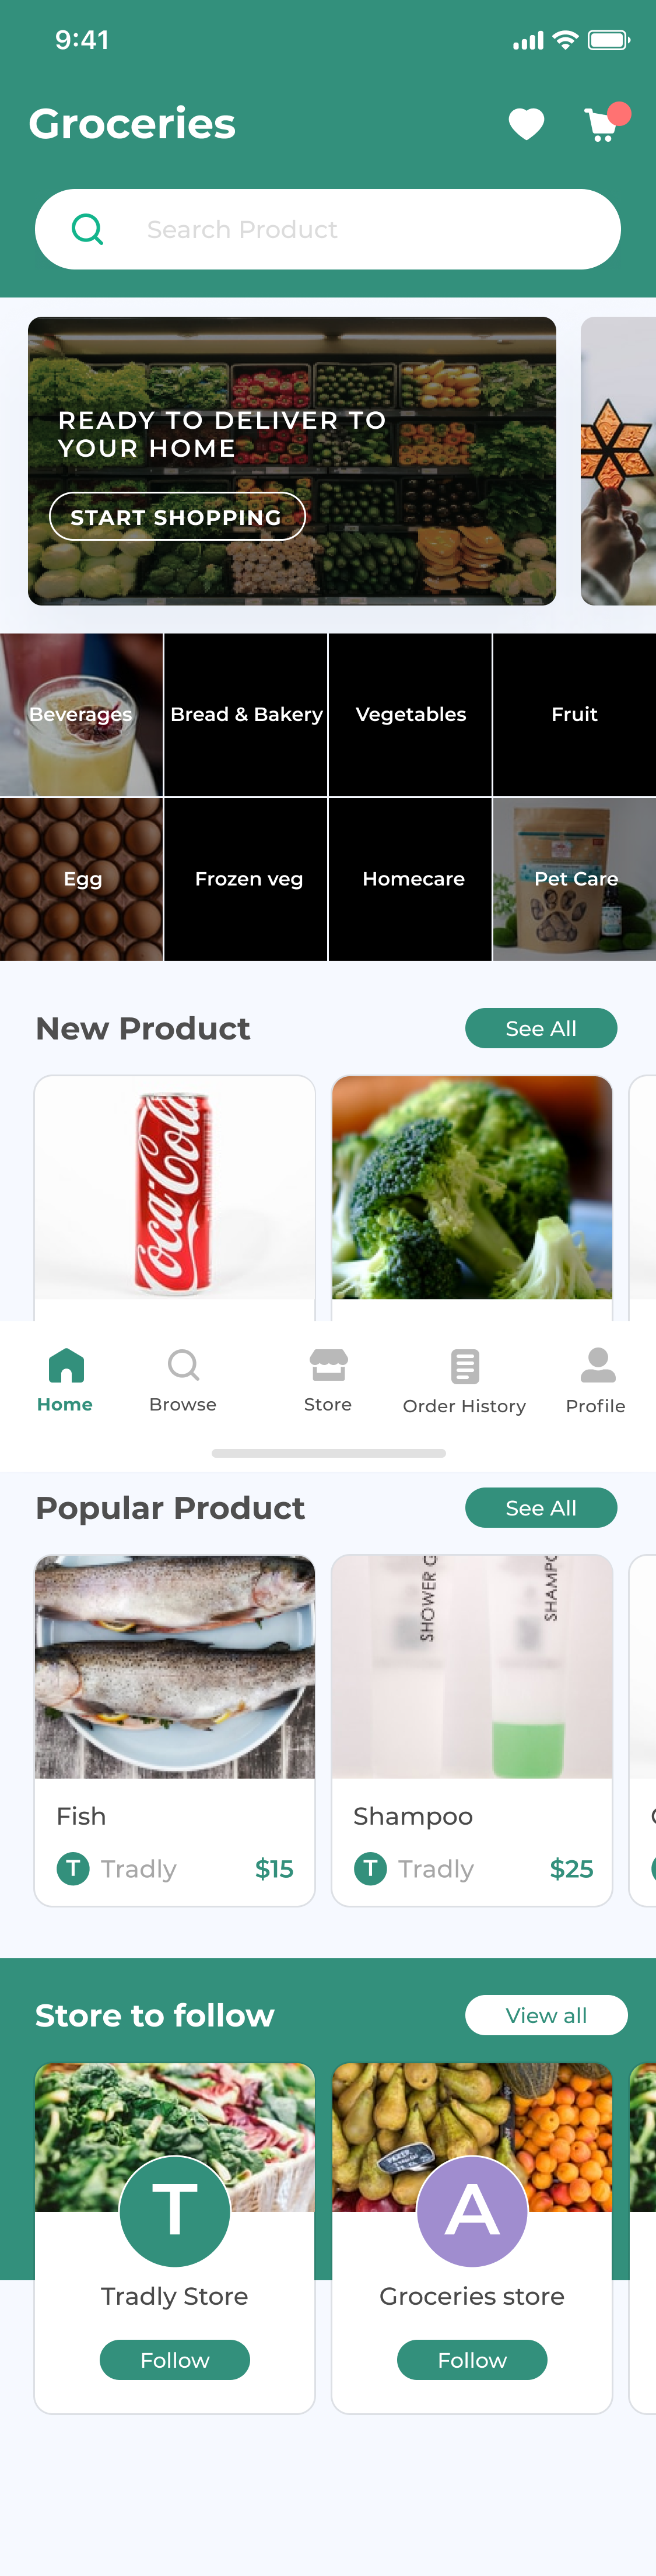 9:41
Groceries
Search Product
READY TO DELIVER TO
YOUR HOME
START SHOPPING
Beverages
Bread & Bakery
Vegetables
Fruit
Egg
Frozen veg
Homecare
Pet Care
New Product
See All
Coca-Cola
Home
Browse
Store
Order History
Profile
Popular Product
See All
SHOWER G
SHAMPO
Fish
T Tradly $15
Shampoo
T Tradly $25
Store to follow
View all
T
A
Tradly Store
Groceries store
Follow
Follow